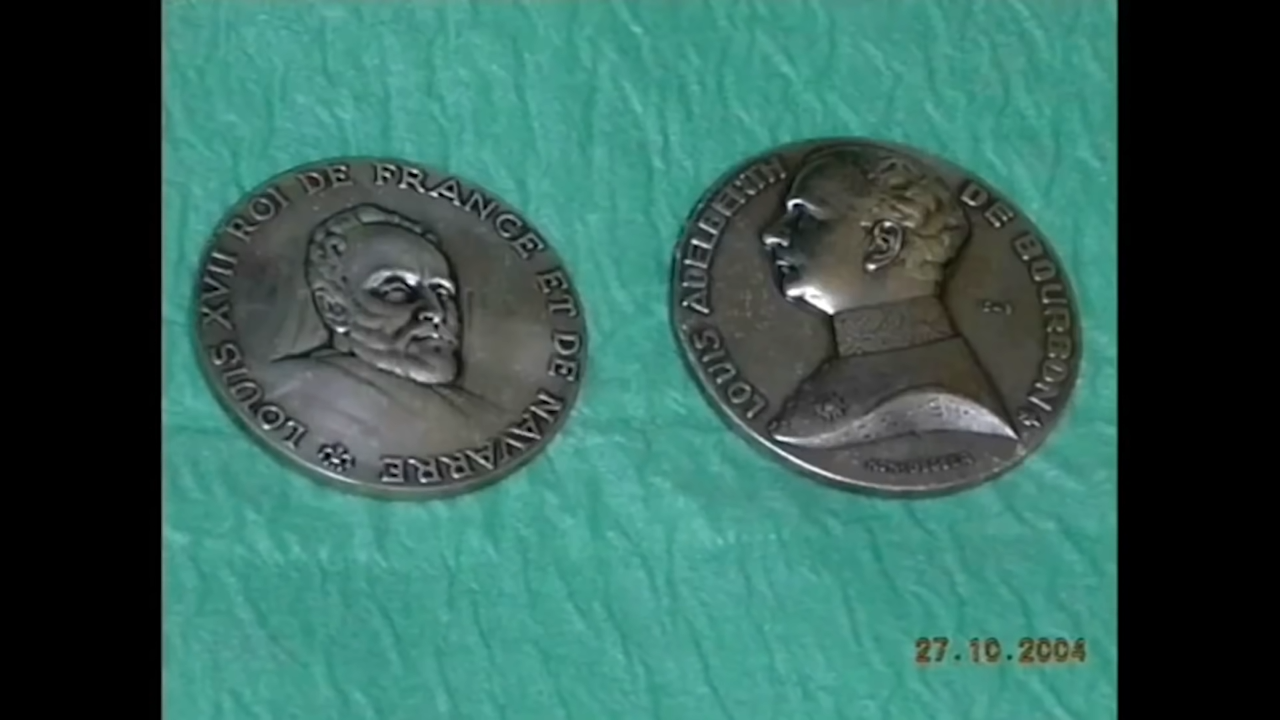 LOUIS XVII ROI DE FRANCE ET DE NAVARRE
LOUIS ADELBERTH DE BOURBON
27.10.2004